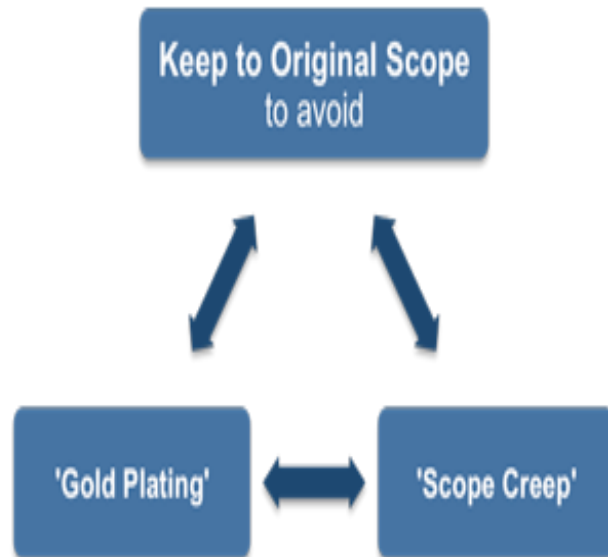 Keep to Original Scope
to avoid
'Gold Plating'
'Scope Creep'